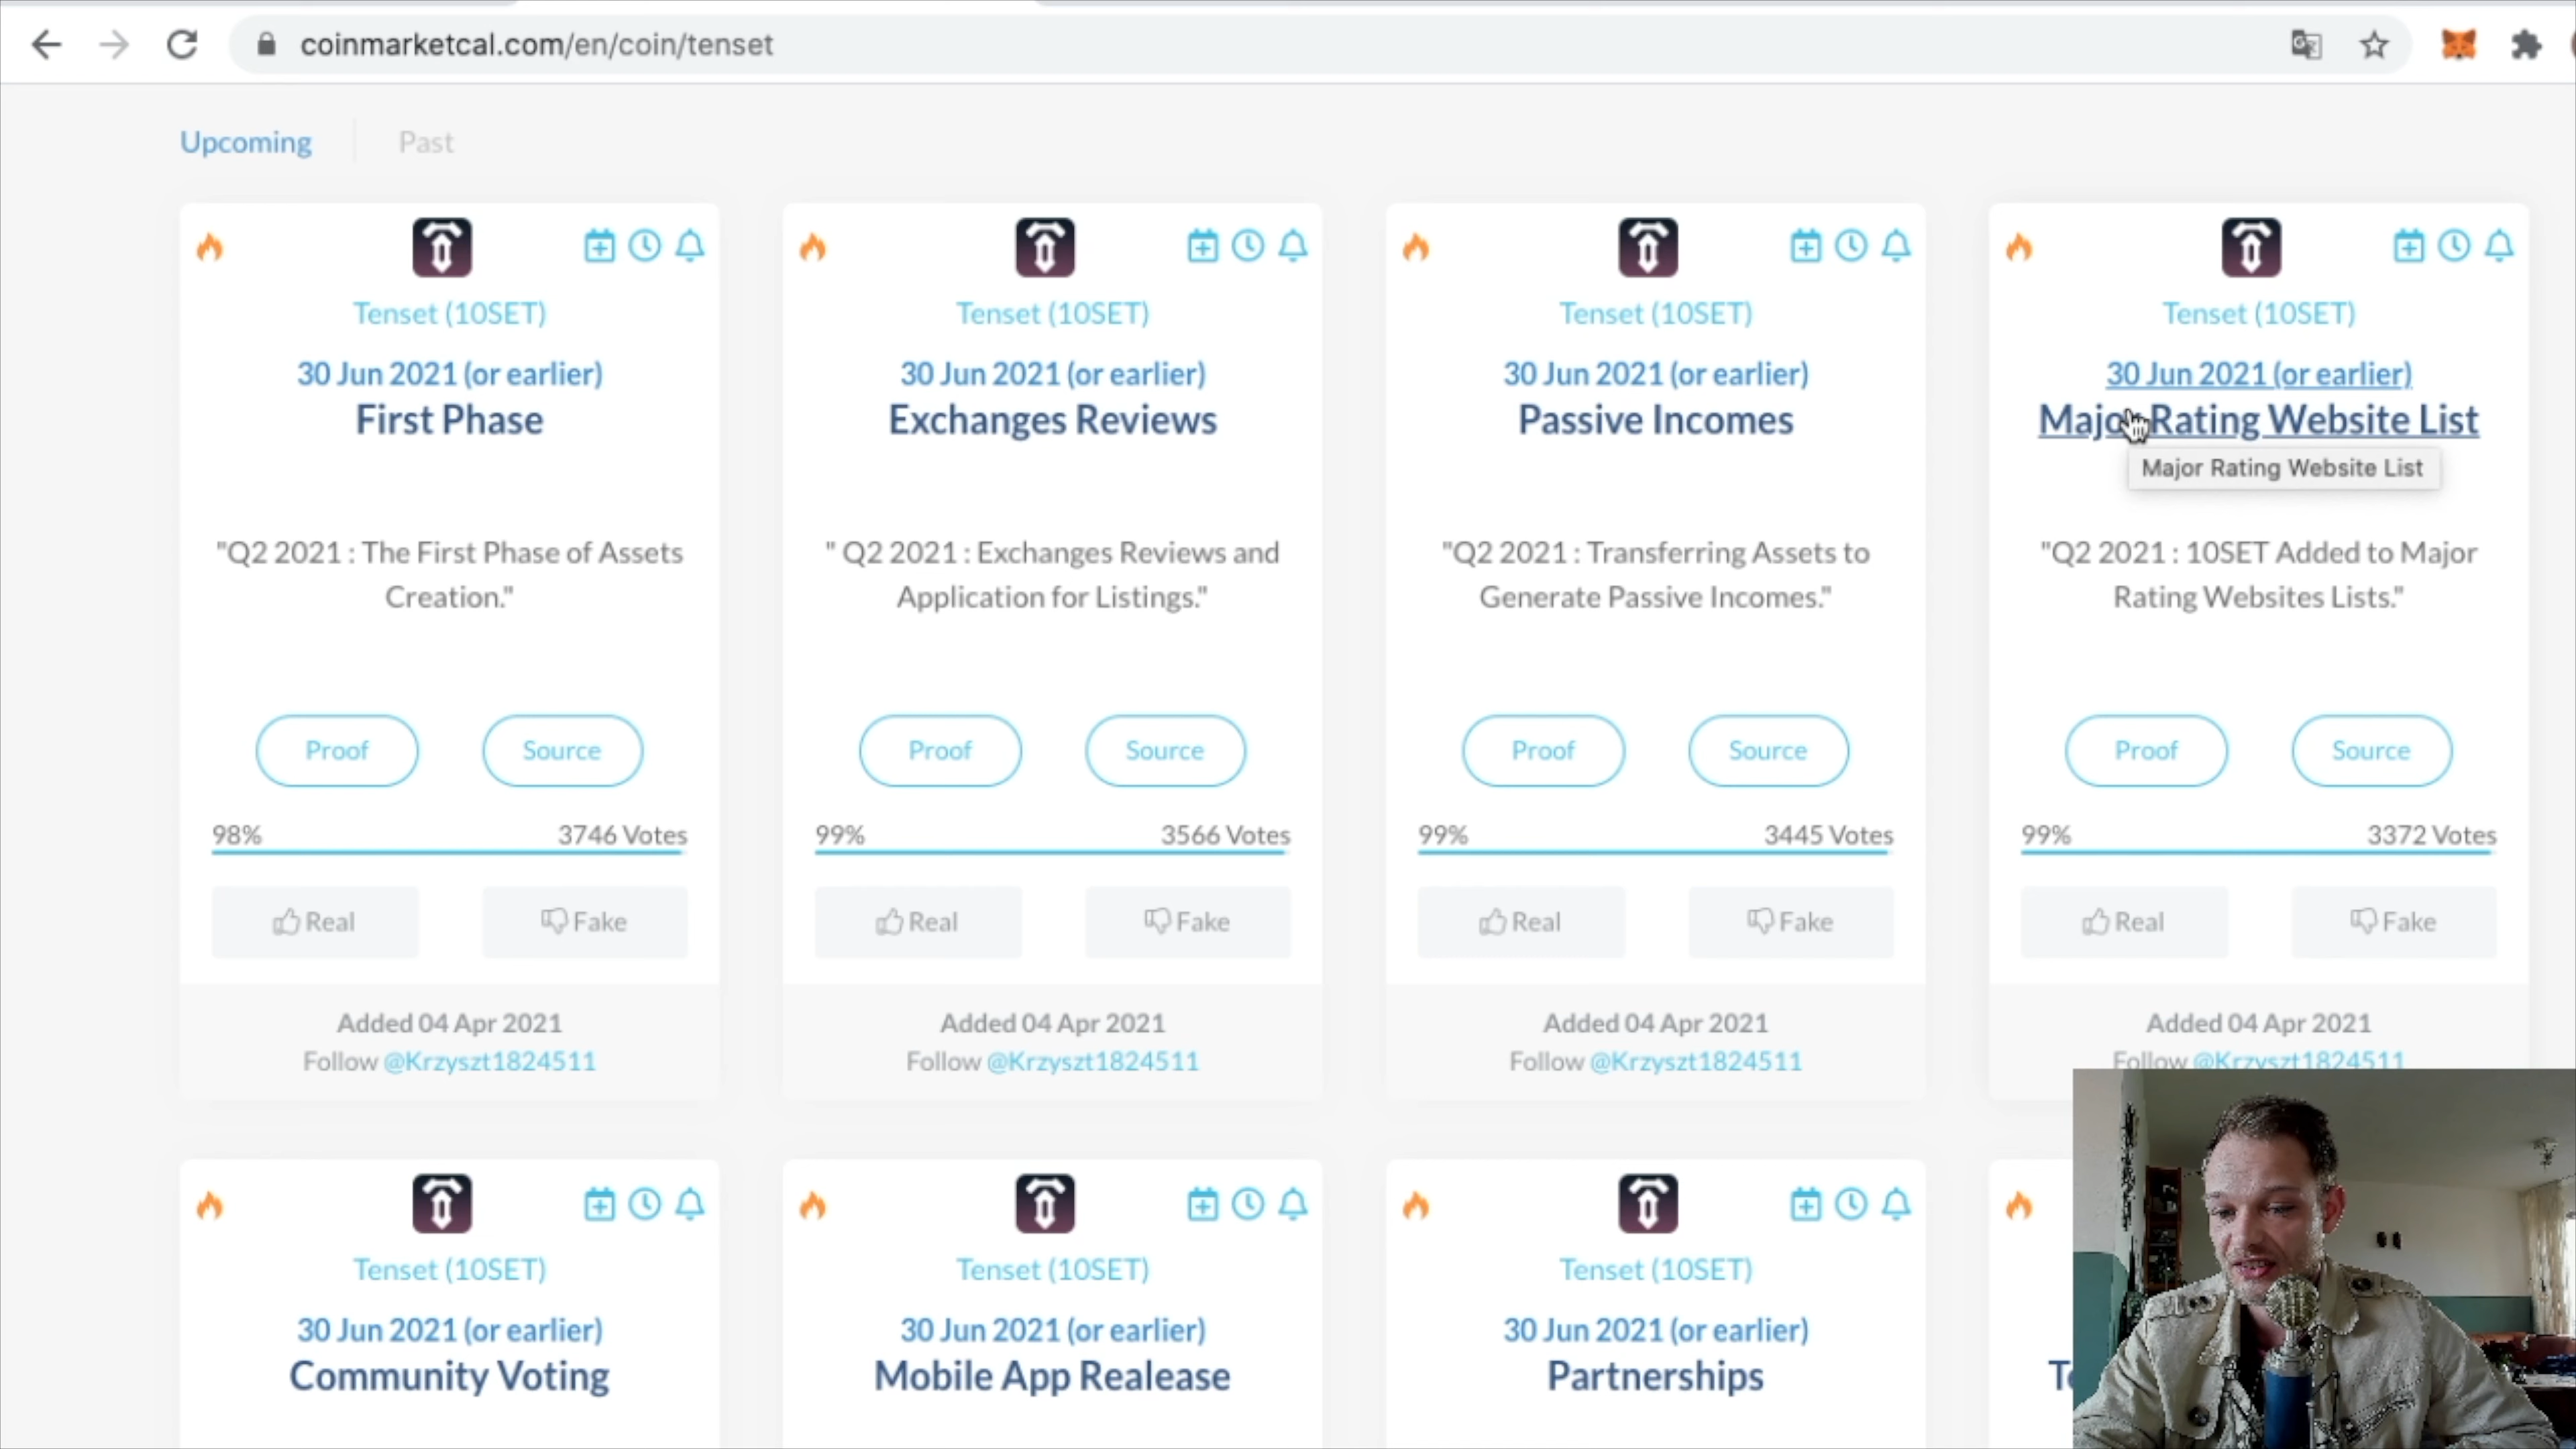 coinmarketcal.com/en/coin/tenset
Upcoming
Past
Tenset (10SET)
30 Jun 2021 (or earlier)
First Phase
"Q2 2021 : The First Phase of Assets
Creation."
Proof
Source
98%
3746 Votes
Real
Fake
Added 04 Apr 2021
Follow @Krzyszt1824511
Tenset (10SET)
30 Jun 2021 (or earlier)
Exchanges Reviews
" Q2 2021 : Exchanges Reviews and
Application for Listings."
Proof
Source
99%
3566 Votes
Real
Fake
Added 04 Apr 2021
Follow @Krzyszt1824511
Tenset (10SET)
30 Jun 2021 (or earlier)
Passive Incomes
"Q2 2021 : Transferring Assets to
Generate Passive Incomes."
Proof
Source
99%
3445 Votes
Real
Fake
Added 04 Apr 2021
Follow @Krzyszt1824511
Tenset (10SET)
30 Jun 2021 (or earlier)
Major Rating Website List
Major Rating Website List
"Q2 2021 : 10SET Added to Major
Rating Websites Lists."
Proof
Source
99%
3372 Votes
Real
Fake
Added 04 Apr 2021
Follow @Krzyszt1824511
Tenset (10SET)
30 Jun 2021 (or earlier)
Community Voting
Tenset (10SET)
30 Jun 2021 (or earlier)
Mobile App Realease
Tenset (10SET)
30 Jun 2021 (or earlier)
Partnerships